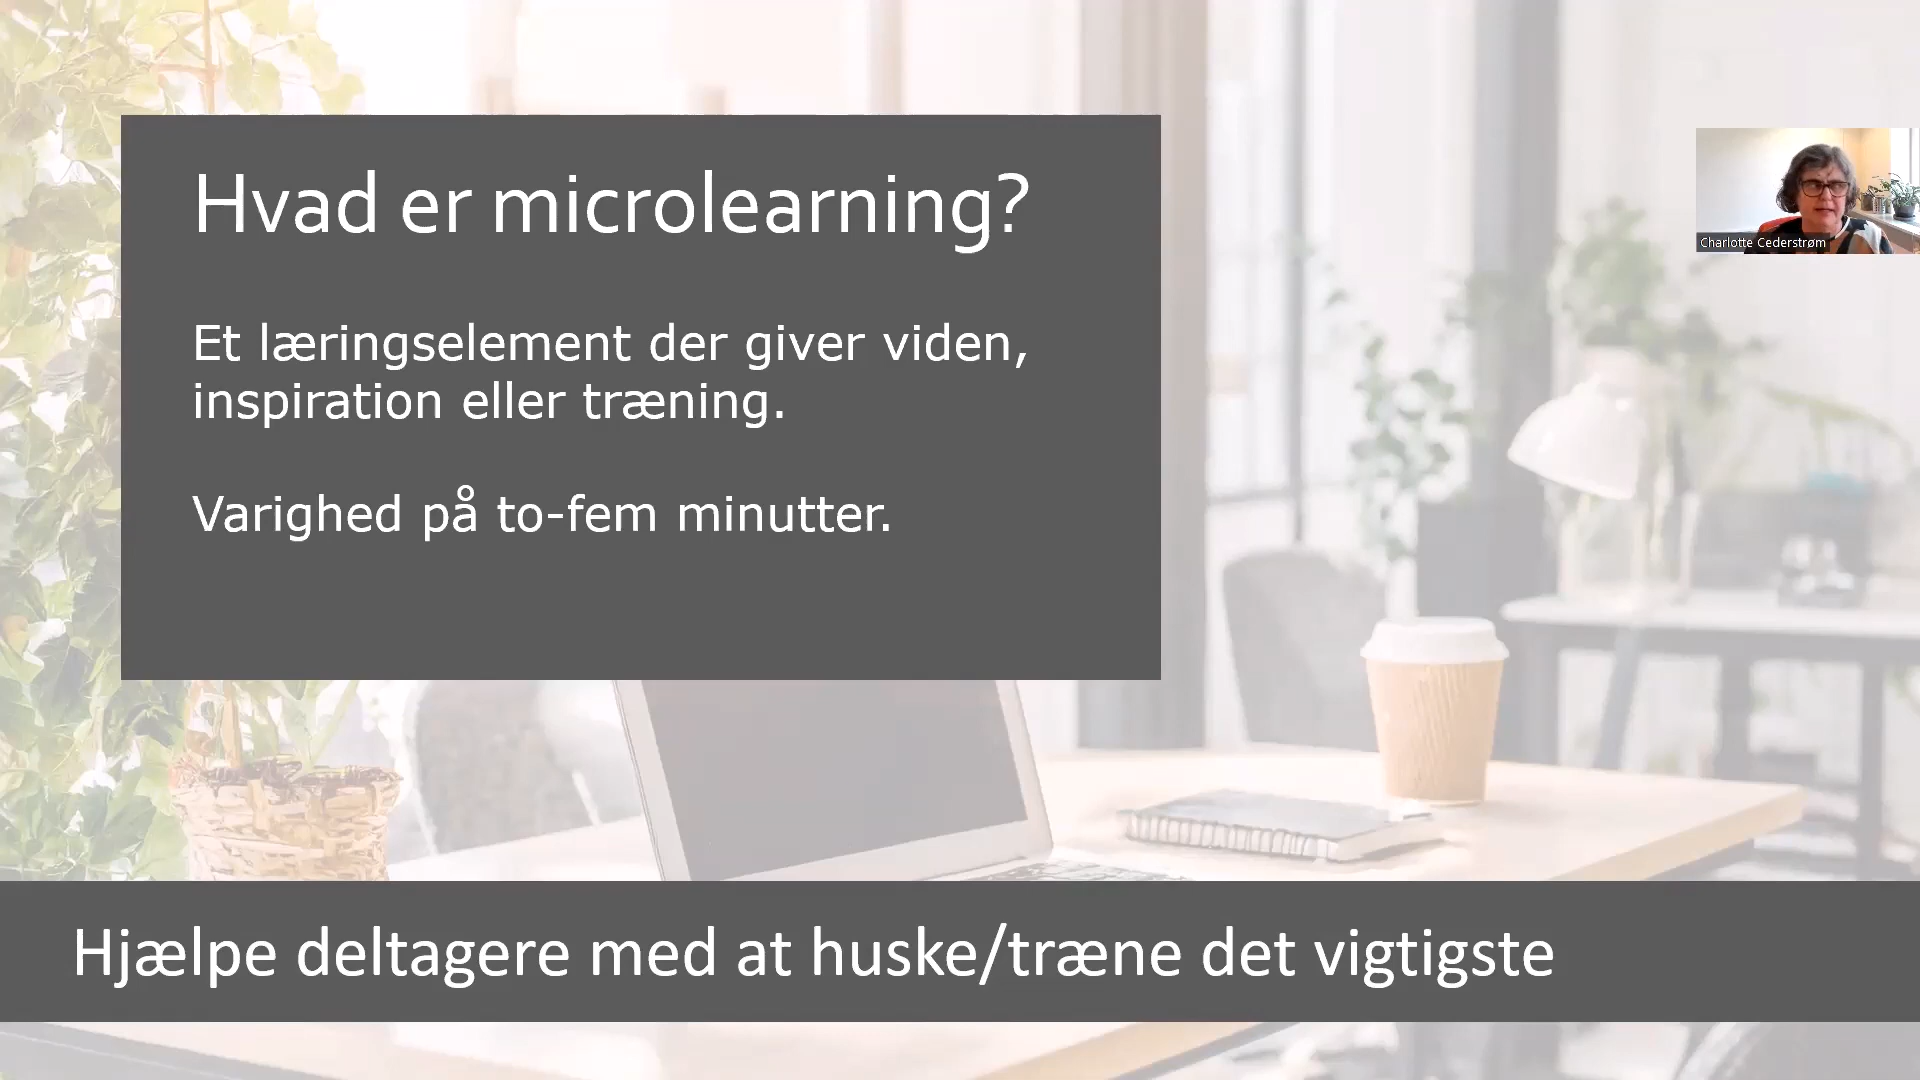 Hvad er microlearning?
Et læringselement der giver viden,
inspiration eller træning.
Varighed på to-fem minutter.
Charlotte Cederstrøm
Hjælpe deltagere med at huske/træne det vigtigste